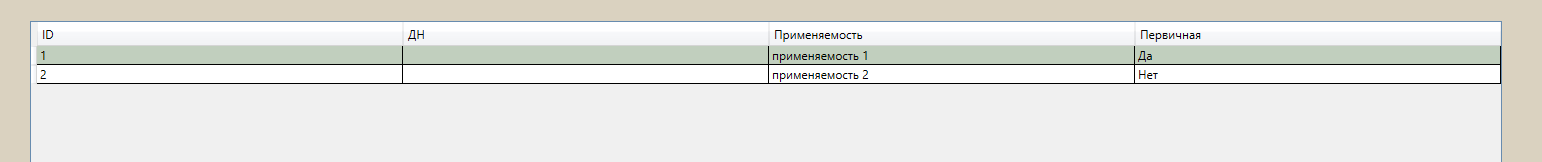 ID ДН Применяемость Первичная
1 применяемость 1 Да
2 применяемость 2 Нет